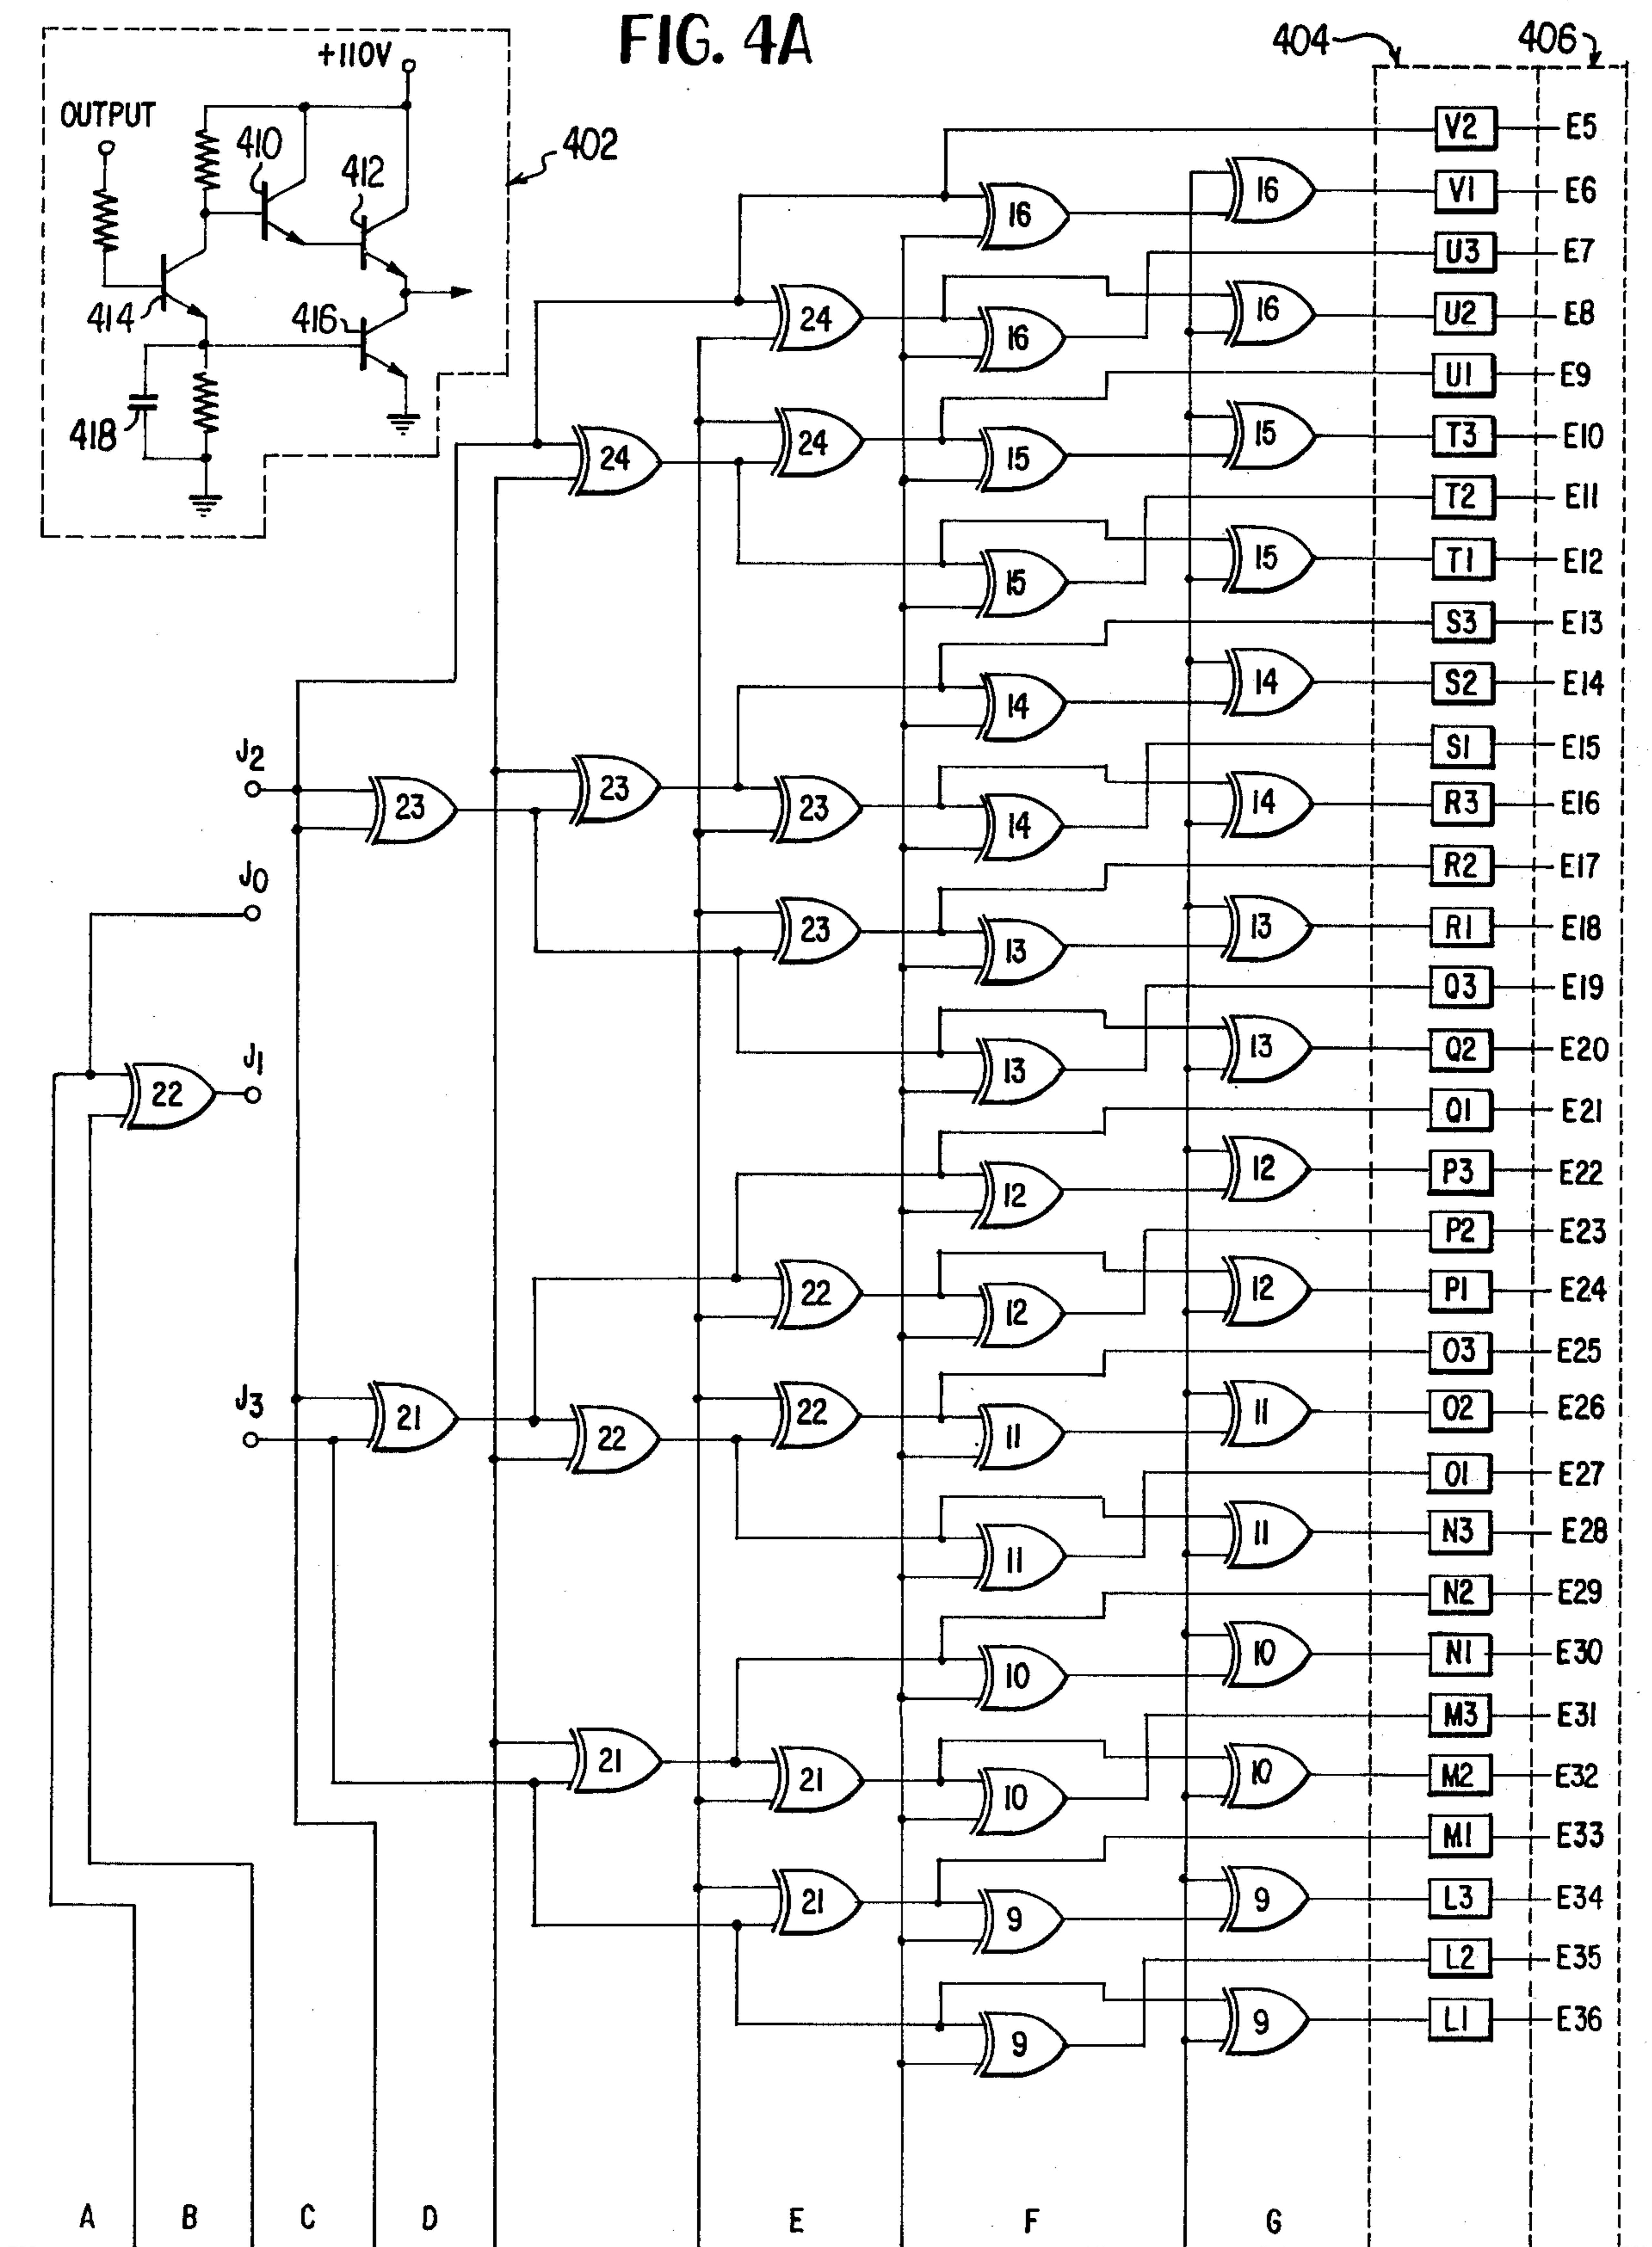 FIG. 4A
404
406
+110V
OUTPUT
410
412
402
414
416
418
V2 E5
16
16 V1 E6
U3 E7
24
16
16 U2 E8
U1 E9
24
24
15
15 T3 E10
T2 E11
15
15 T1 E12
S3 E13
14
14 S2 E14
S1 E15
J2
23
23
23
14
14 R3 E16
R2 E17
J0
23
13
13 R1 E18
Q3 E19
13
13 Q2 E20
J1
22
Q1 E21
12
12 P3 E22
P2 E23
22
12
12 P1 E24
O3 E25
J3
21
22
22
11
11 O2 E26
O1 E27
11
11 N3 E28
N2 E29
10
10 N1 E30
M3 E31
21
21
10
10 M2 E32
M1 E33
21
9
9 L3 E34
L2 E35
9
9 L1 E36
A B C D E F G